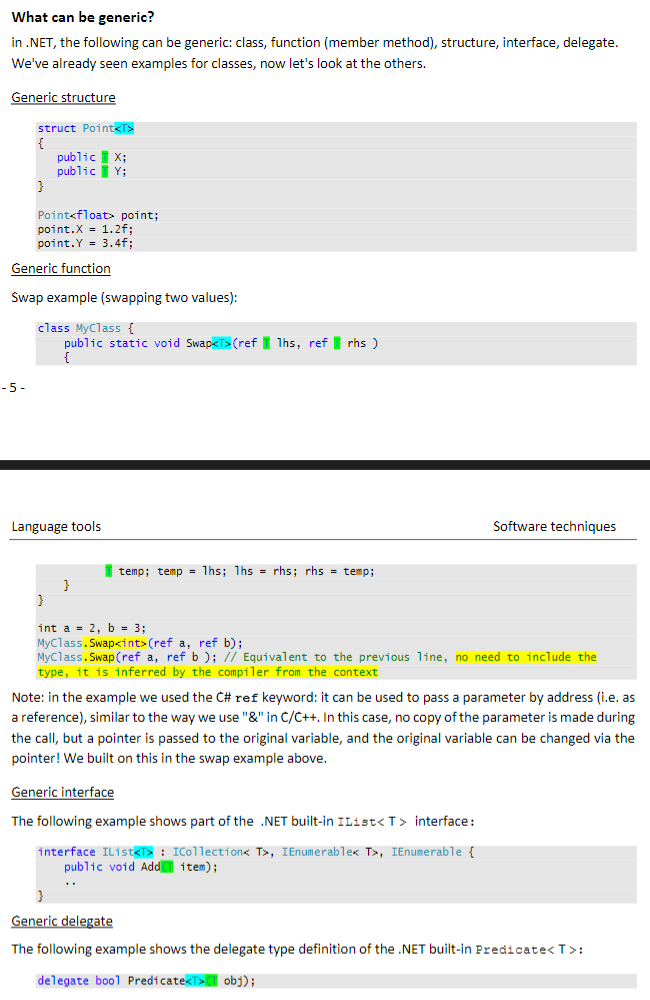 What can be generic?
in .NET, the following can be generic: class, function (member method), structure, interface, delegate.
We've already seen examples for classes, now let's look at the others.
Generic structure
struct Point<T>
{
public T X;
public T Y;
}
Point<float> point;
point.X = 1.2f;
point.Y = 3.4f;
Generic function
Swap example (swapping two values):
class MyClass {
public static void Swap<T>(ref T lhs, ref T rhs )
{
- 5 -
Language tools Software techniques
T temp; temp = lhs; lhs = rhs; rhs = temp;
}
}
int a = 2, b = 3;
MyClass.Swap<int>(ref a, ref b);
MyClass.Swap(ref a, ref b ); // Equivalent to the previous line, no need to include the
type, it is inferred by the compiler from the context
Note: in the example we used the C# ref keyword: it can be used to pass a parameter by address (i.e. as
a reference), similar to the way we use "&" in C/C++. In this case, no copy of the parameter is made during
the call, but a pointer is passed to the original variable, and the original variable can be changed via the
pointer! We built on this in the swap example above.
Generic interface
The following example shows part of the .NET built-in IList< T > interface:
interface IList<T> : ICollection< T>, IEnumerable< T>, IEnumerable {
public void Add(T item);
..
}
Generic delegate
The following example shows the delegate type definition of the .NET built-in Predicate< T >:
delegate bool Predicate<T>(T obj);